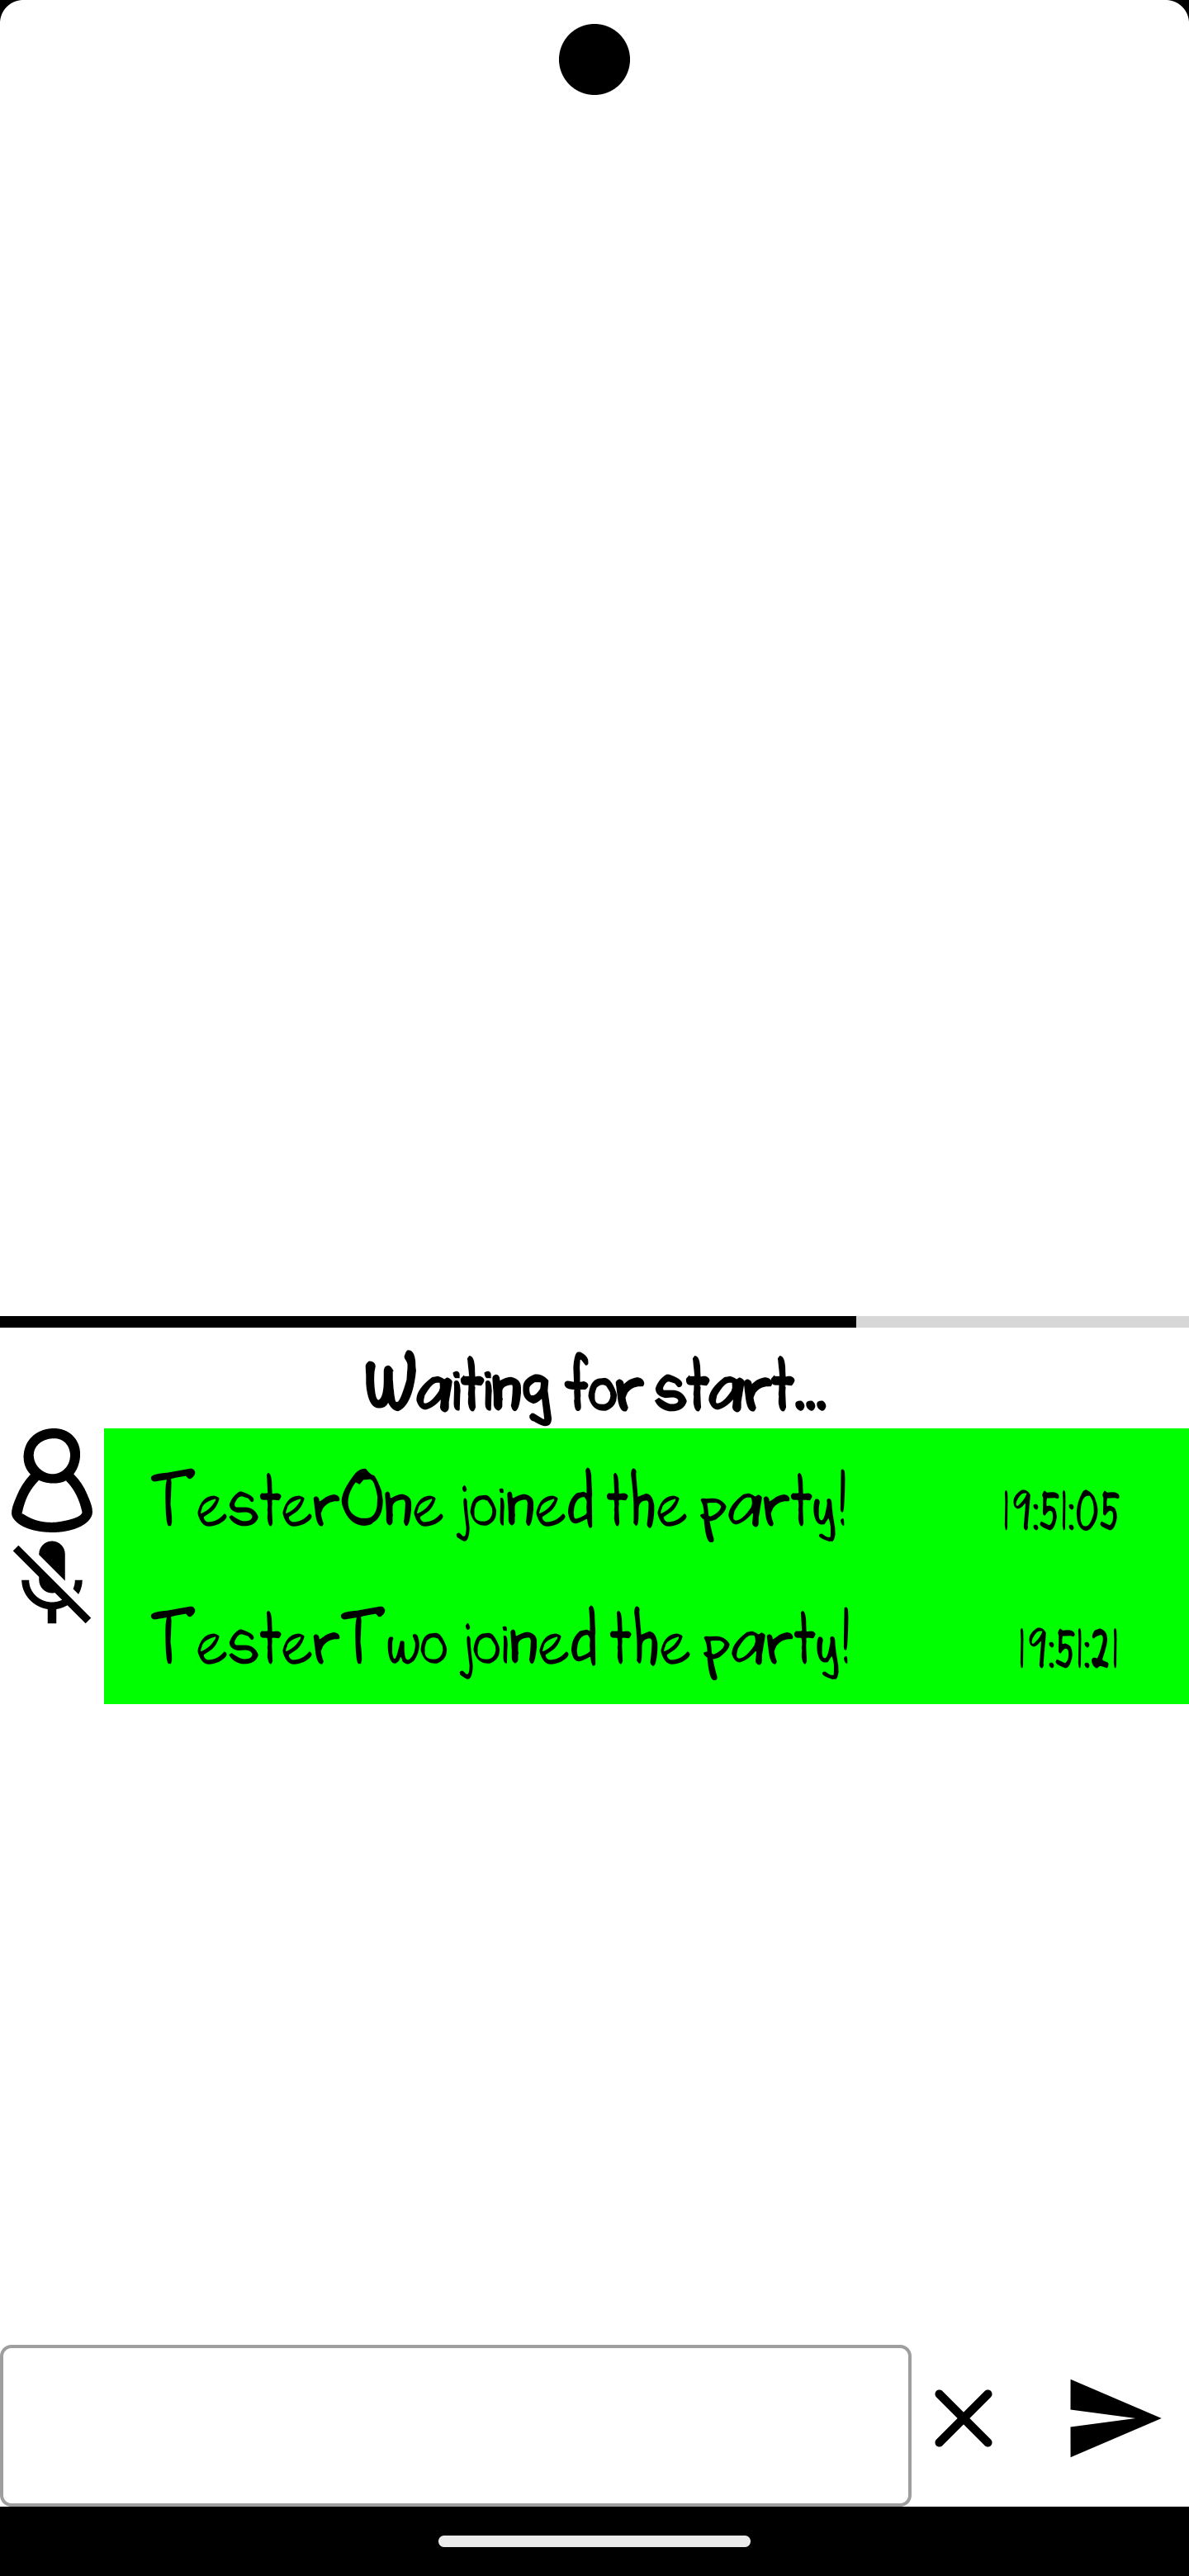 Waiting for start...
TesterOne joined the party! 19:51:05
TesterTwo joined the party! 19:51:21